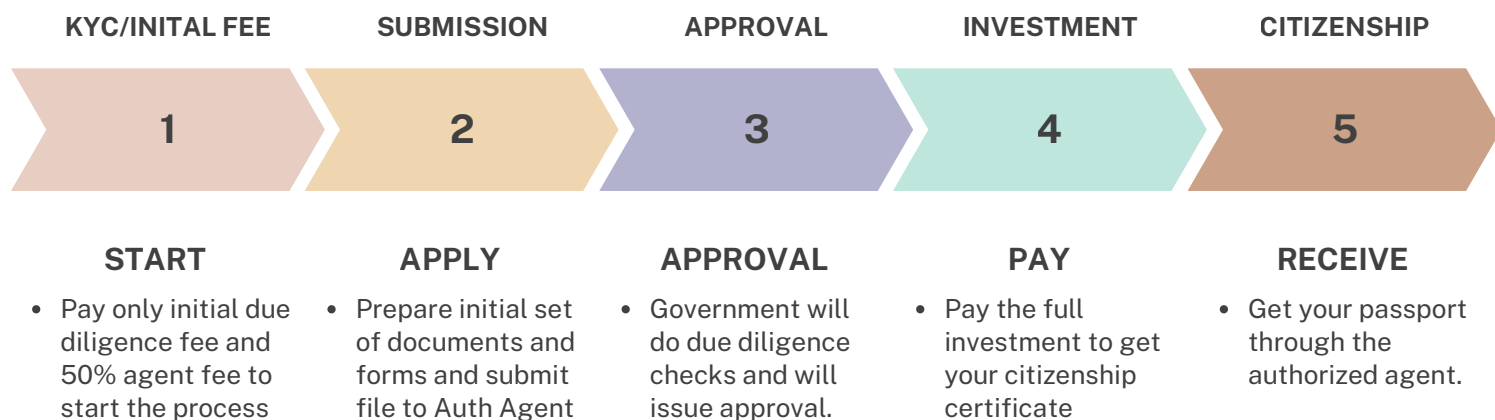 KYC/INITAL FEE
SUBMISSION
APPROVAL
INVESTMENT
CITIZENSHIP
1
2
3
4
5
START
• Pay only initial due
diligence fee and
50% agent fee to
start the process
APPLY
• Prepare initial set
of documents and
forms and submit
file to Auth Agent
APPROVAL
• Government will
do due diligence
checks and will
issue approval.
PAY
• Pay the full
investment to get
your citizenship
certificate
RECEIVE
• Get your passport
through the
authorized agent.